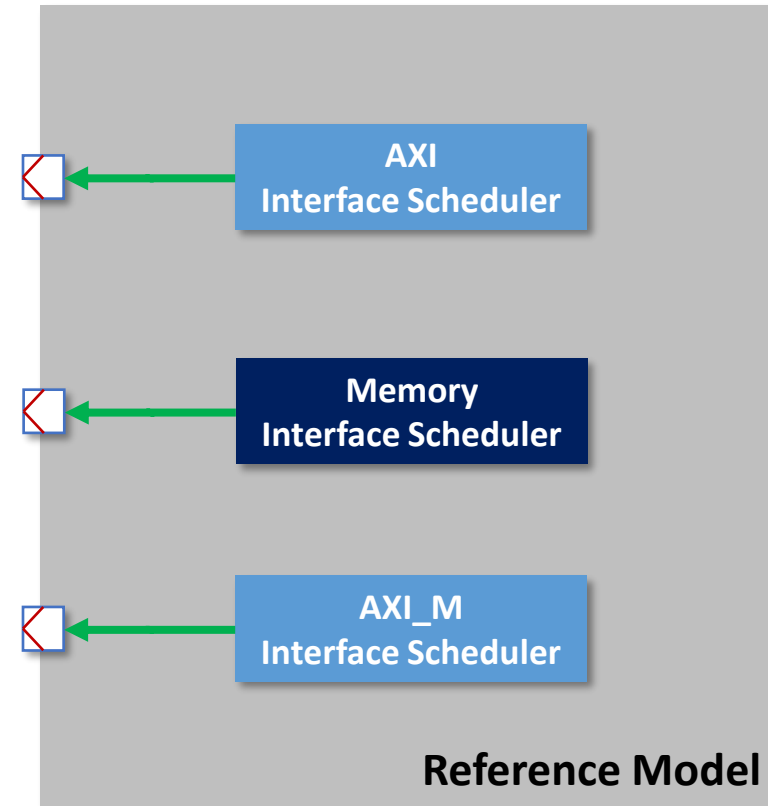 AXI
Interface Scheduler
Memory
Interface Scheduler
AXI_M
Interface Scheduler
Reference Model